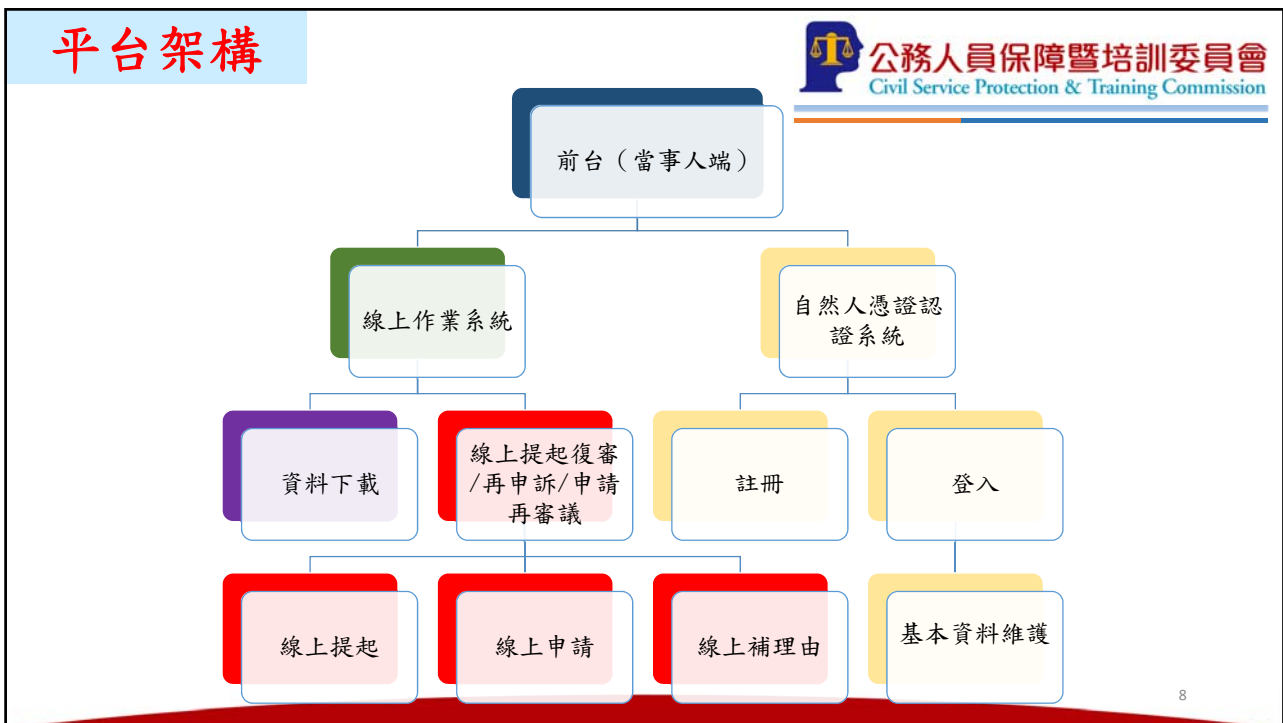 平台架構
公務人員保障暨培訓委員會
Civil Service Protection & Training Commission
前台（當事人端）
線上作業系統
自然人憑證認
證系統
資料下載
線上提起復審
/再申訴/申請
再審議
註冊
登入
線上提起
線上申請
線上補理由
基本資料維護
8